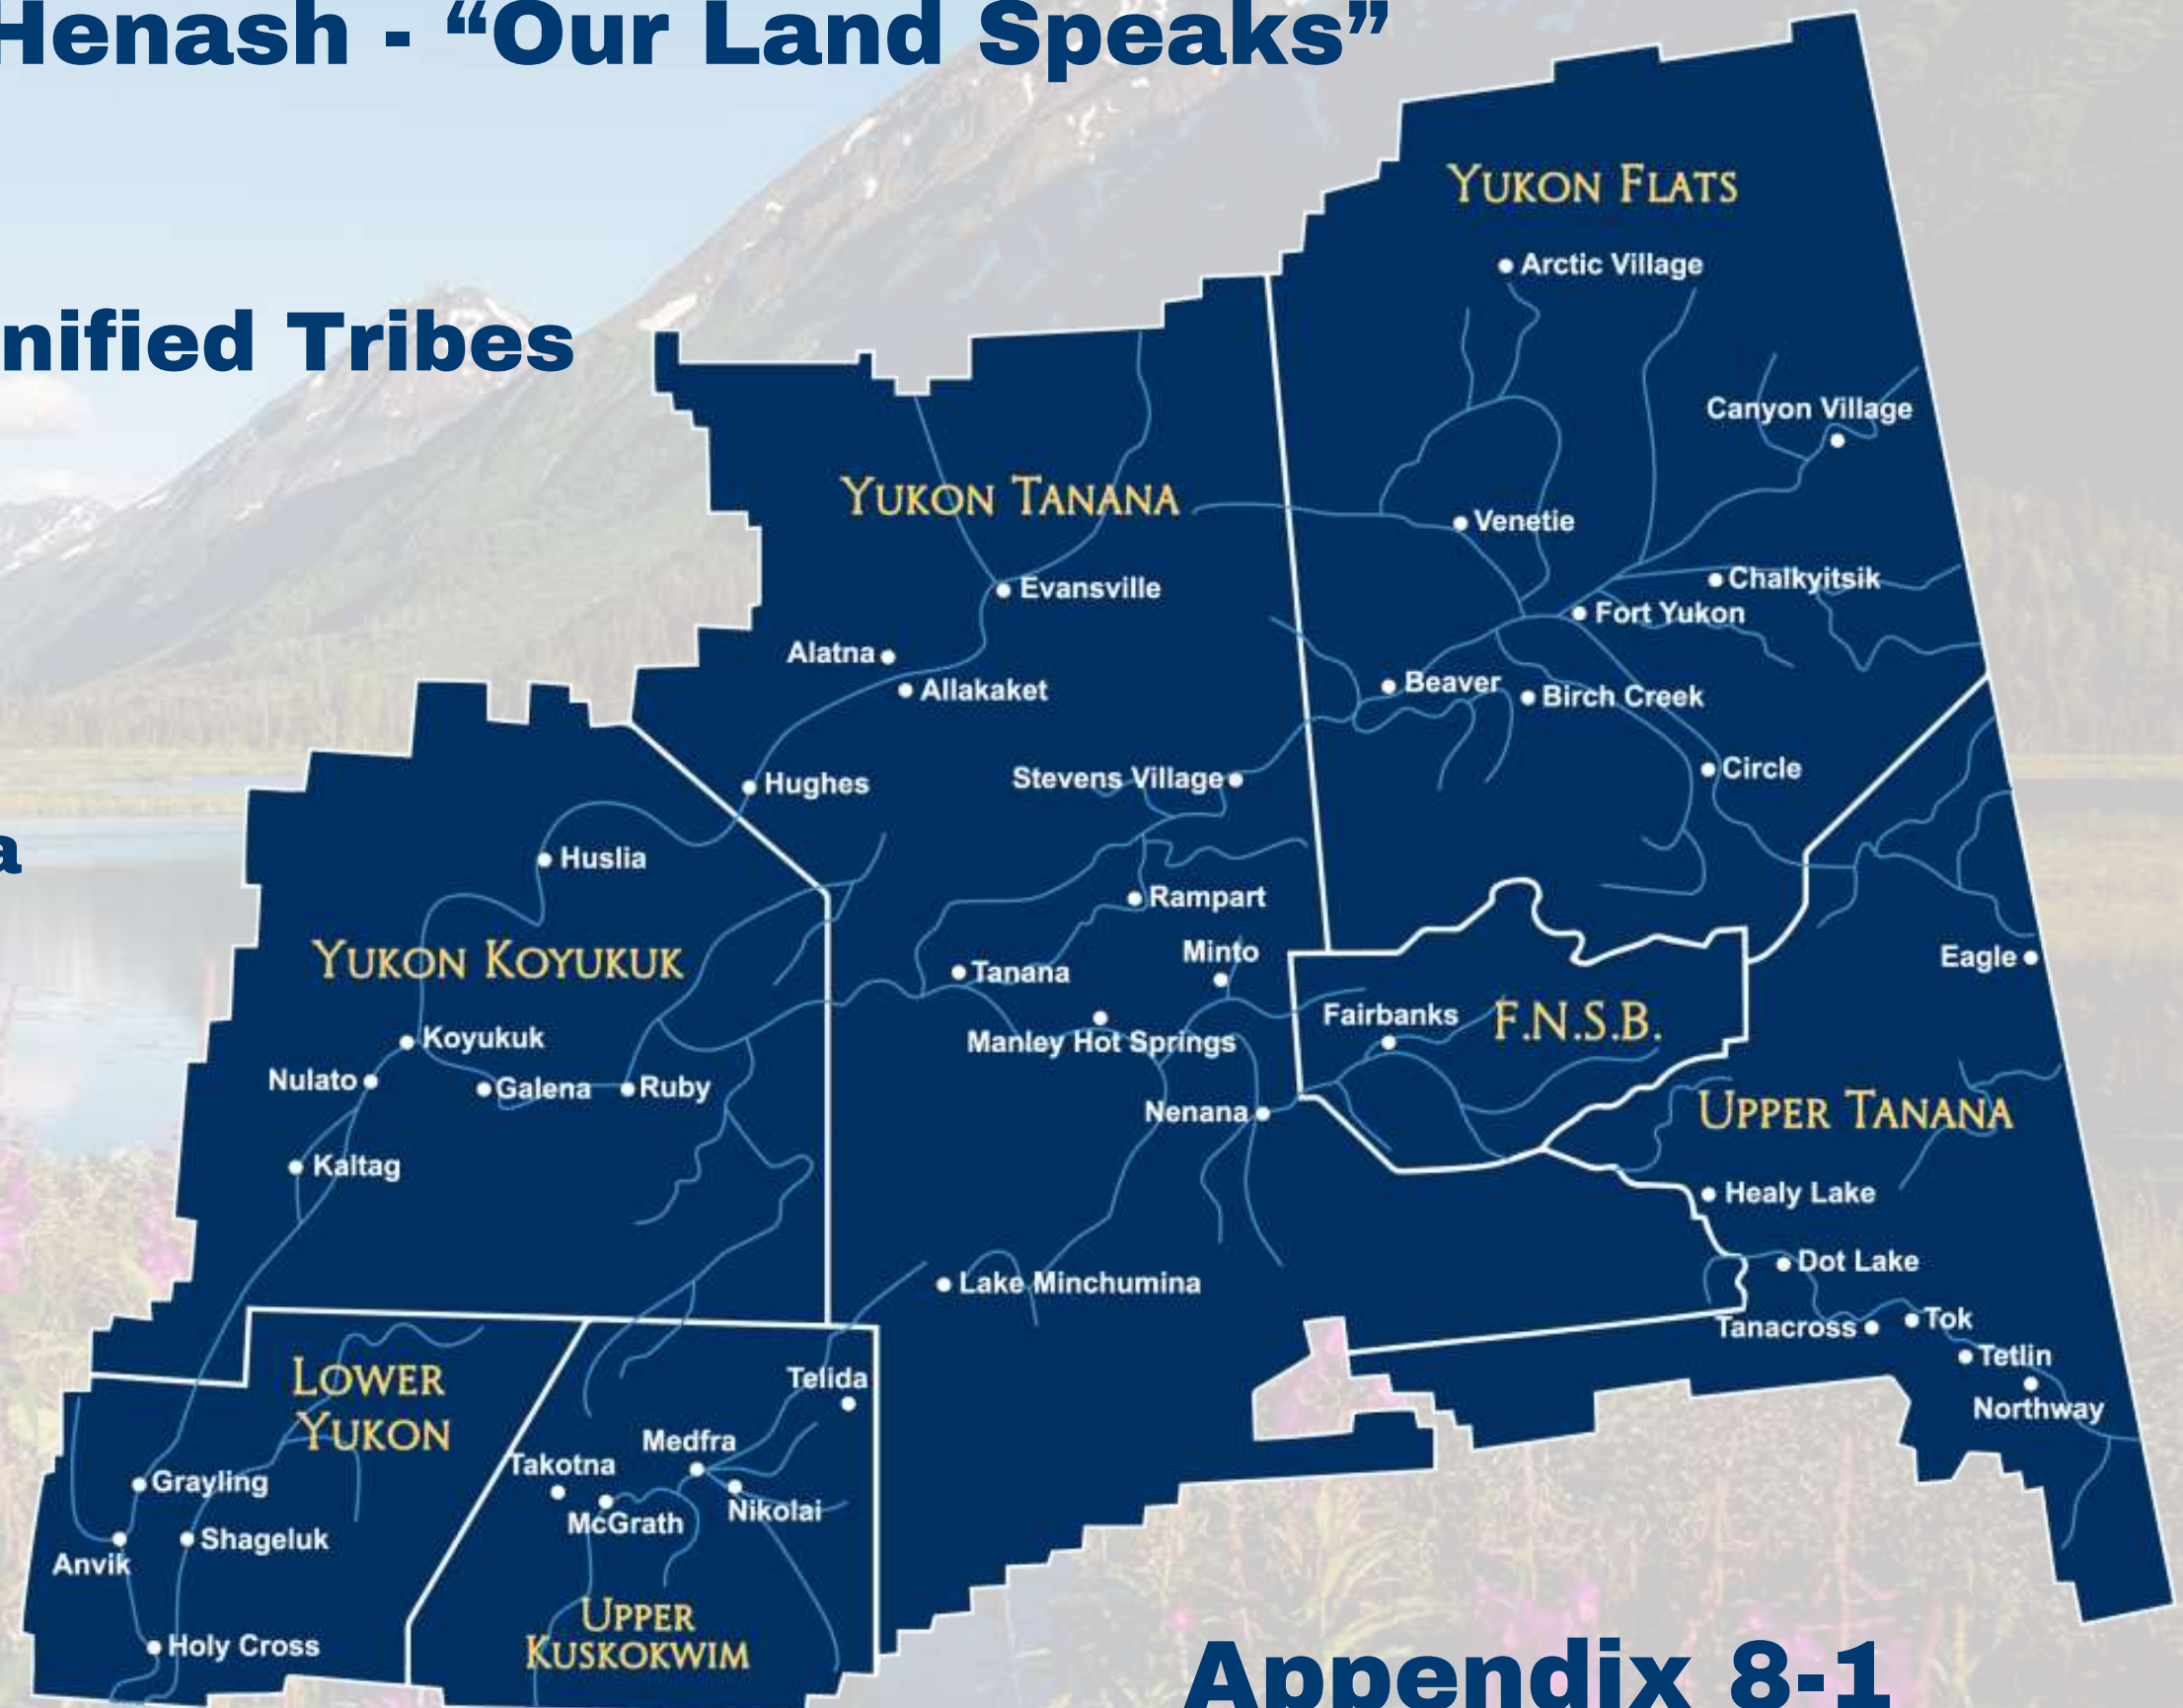 Henash - “Our Land Speaks”
nified Tribes
a
YUKON FLATS
Arctic Village
Canyon Village
YUKON TANANA
Venetie
Evansville
Chalkyitsik
Fort Yukon
Alatna
Allakaket
Beaver
Birch Creek
Circle
Stevens Village
Hughes
Huslia
Rampart
YUKON KOYUKUK
Minto
Tanana
Eagle
Fairbanks
F.N.S.B.
Koyukuk
Manley Hot Springs
Nulato
Galena
Ruby
Nenana
UPPER TANANA
Kaltag
Healy Lake
Dot Lake
Lake Minchumina
Tanacross
Tok
Tetlin
Northway
LOWER
YUKON
Telida
Medfra
Takotna
Grayling
Nikolai
McGrath
Shageluk
Anvik
UPPER
KUSKOKWIM
Holy Cross
Appendix 8-1